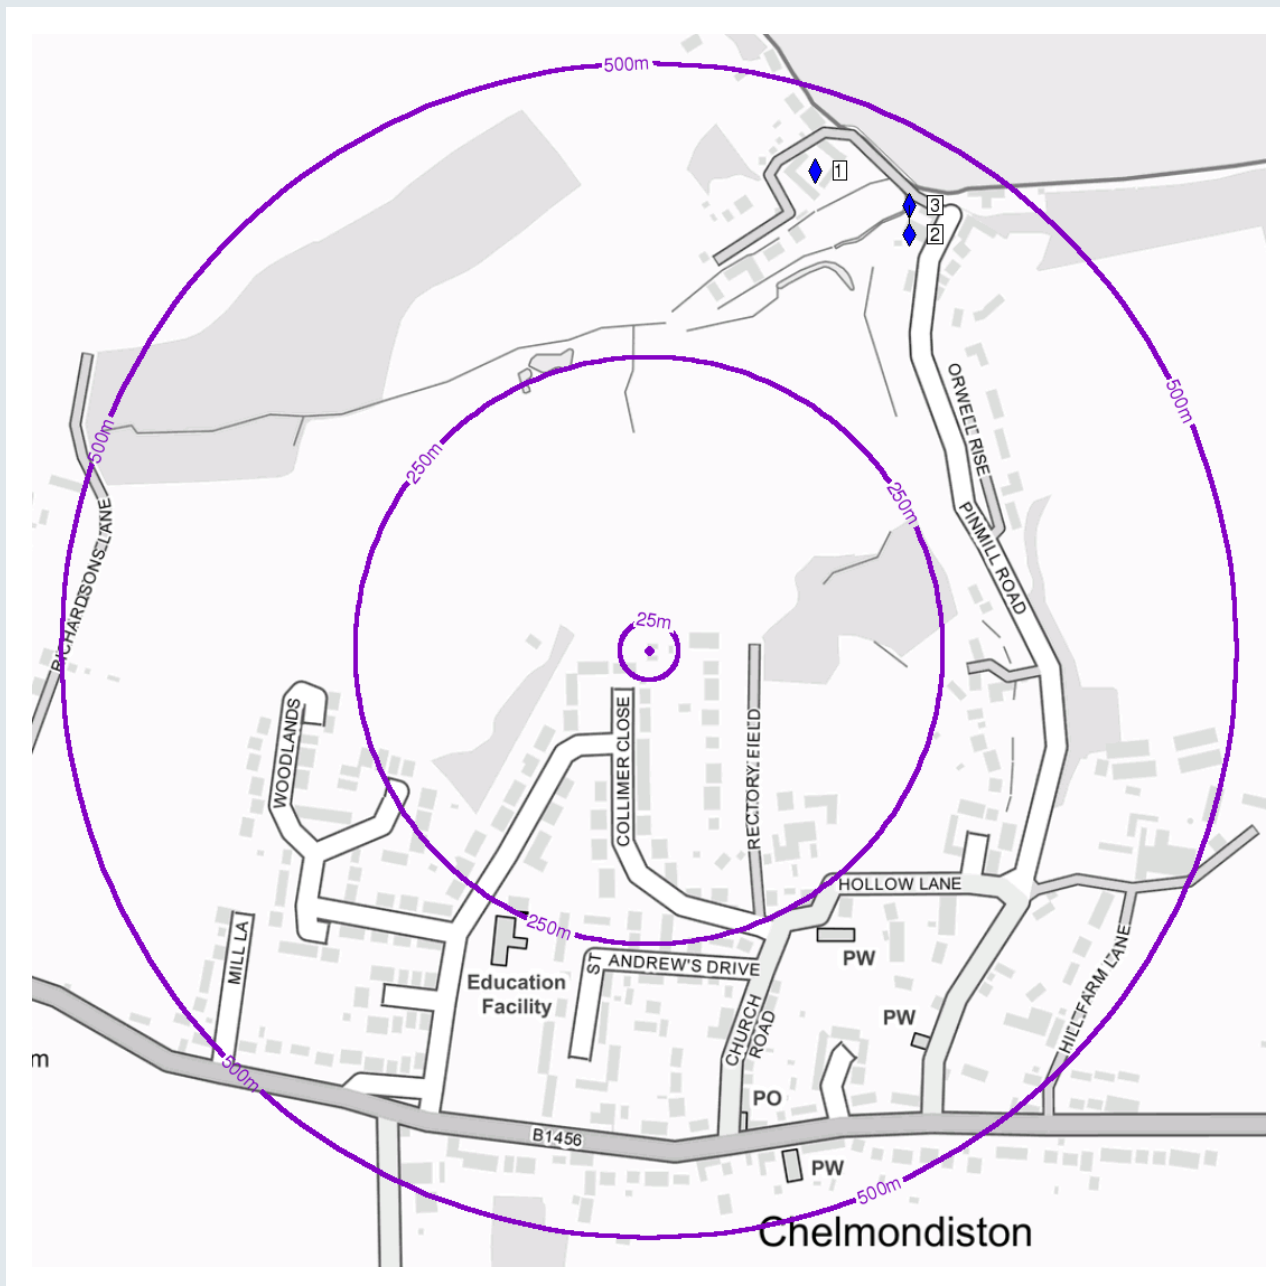 500m
1
3
2
500m
ORWELL RISE
500m
250m
250m
PINMILL ROAD
RICHARDSONS LANE
25m
WOODLANDS
COLLIMER CLOSE
RECTORY FIELD
HOLLOW LANE
250m
MILL LA
Education
Facility
ST
ANDREW'S DRIVE
PW
HILL FARM LANE
CHURCH
ROAD
PW
m
500m
PO
B1456
PW
500m
Chelmondiston